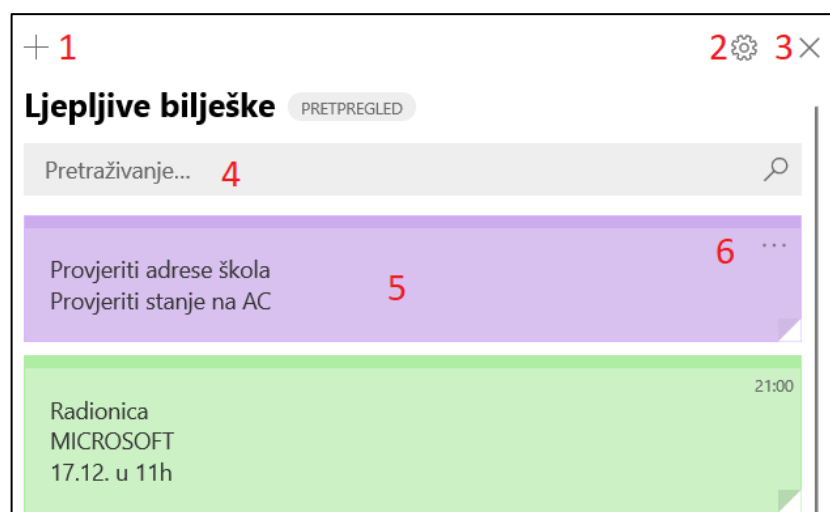 1 2 3
Ljepljive bilješke PRETPREGLED
Pretraživanje... 4
6
Provjeriti adrese škola
Provjeriti stanje na AC 5
21:00
Radionica
MICROSOFT
17.12. u 11h